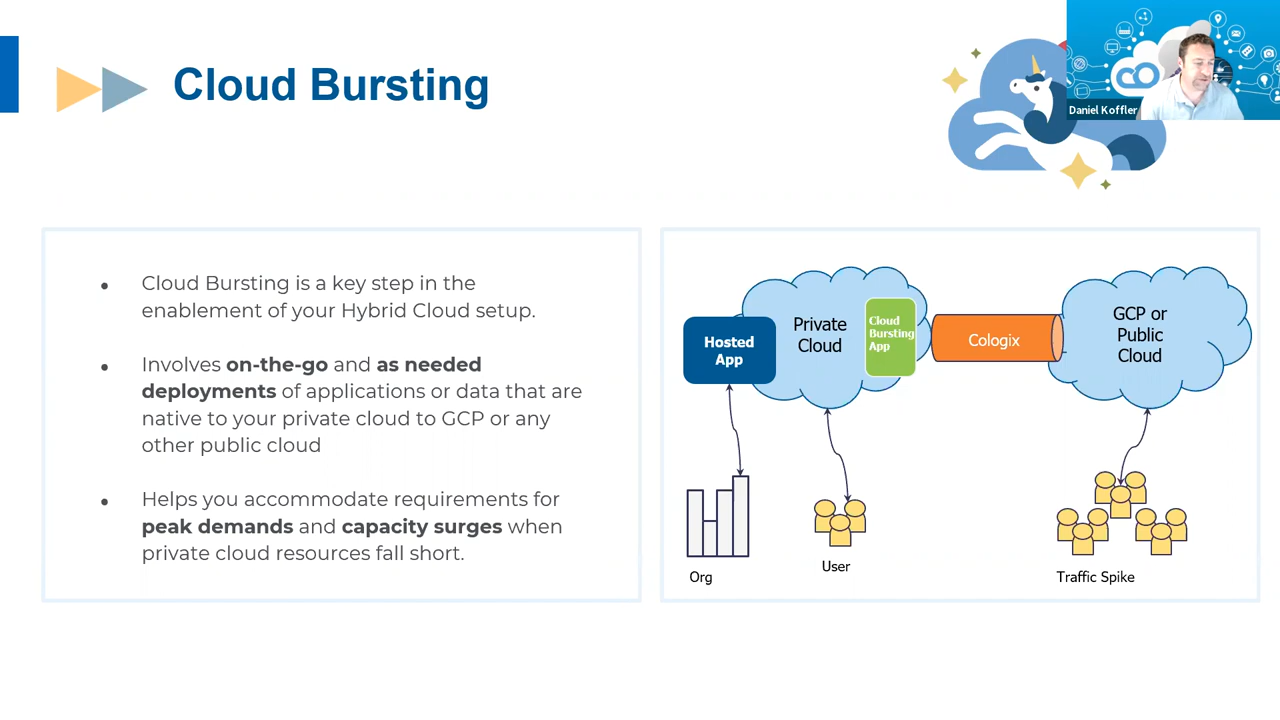 Cloud Bursting
Daniel Koffler
Cloud Bursting is a key step in the
enablement of your Hybrid Cloud setup.
Involves on-the-go and as needed
deployments of applications or data that are
native to your private cloud to GCP or any
other public cloud
Helps you accommodate requirements for
peak demands and capacity surges when
private cloud resources fall short.
Hosted
App
Private
Cloud
Cloud
Bursting
App
Cologix
GCP or
Public
Cloud
Org
User
Traffic Spike